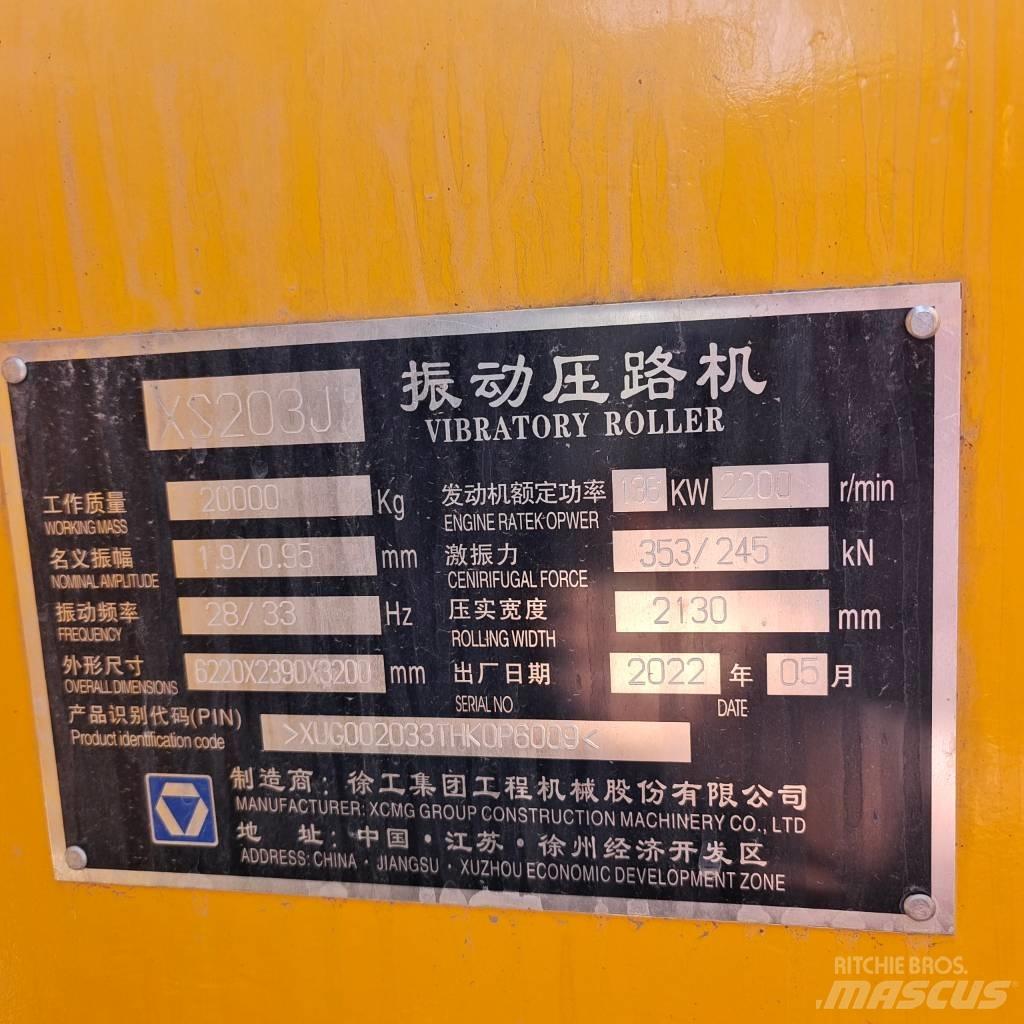 XS203J
振动压路机
VIBRATORY ROLLER
工作质量 20000 Kg 发动机额定功率 KW 2200 r/min
WORKING MASS ENGINE RATEK OPWER
名义振幅 1.9/0.95 mm 激振力 353/245 kN
NOMINAL AMPLITUDE CENIRIFUGAL FORCE
振动频率 28/33 Hz 压实宽度 2130 mm
FREQUENCY ROLLING WIDTH
外形尺寸 6220X2390X3200 mm 出厂日期 2022 年 05 月
OVERALL DIMENSIONS SERIAL NO DATE
产品识别代码(PIN) >XUG002033THK0P6009<
Product identification code
制造商: 徐工集团工程机械股份有限公司
MANUFACTURER: XCMG GROUP CONSTRUCTION MACHINERY CO., LTD
地 址: 中国·江苏·徐州经济开发区
ADDRESS: CHINA · JIANGSU · XUZHOU ECONOMIC DEVELOPMENT ZONE
RITCHIE BROS.
MASCUS